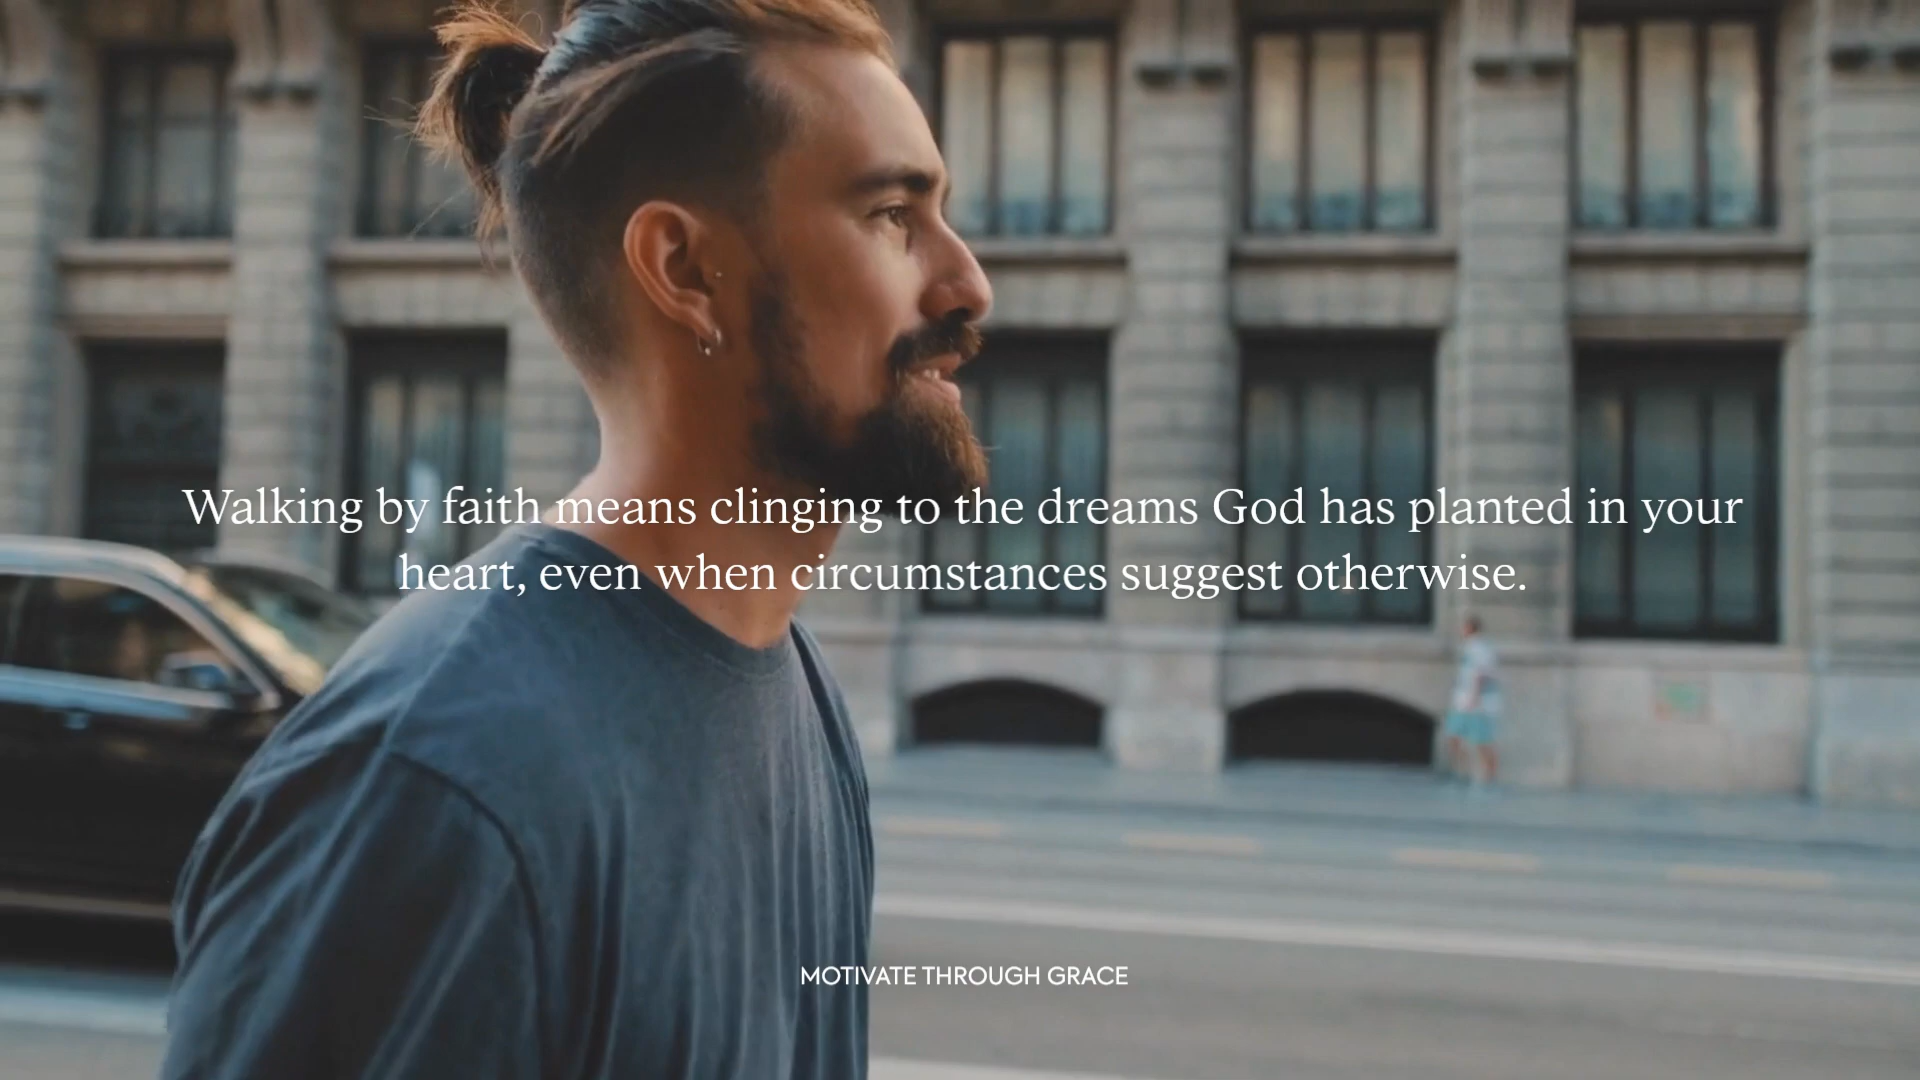 Walking by faith means clinging to the dreams God has planted in your
heart, even when circumstances suggest otherwise.
MOTIVATE THROUGH GRACE